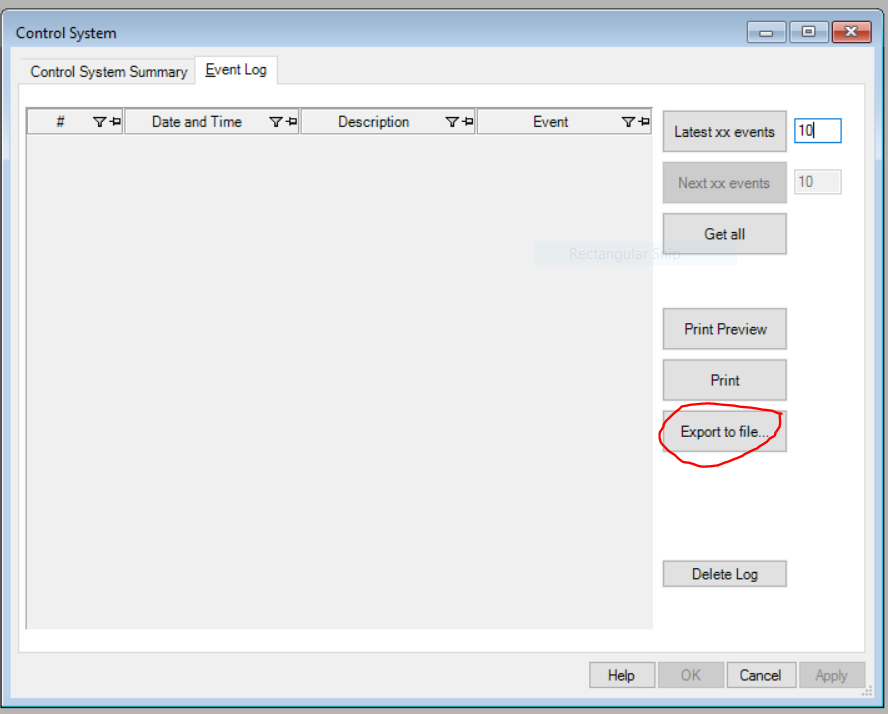 Control System
Control System Summary Event Log
# Date and Time Description Event
Latest xx events 10
Next xx events 10
Get all
Rectangular Snip
Print Preview
Print
Export to file...
Delete Log
Help OK Cancel Apply